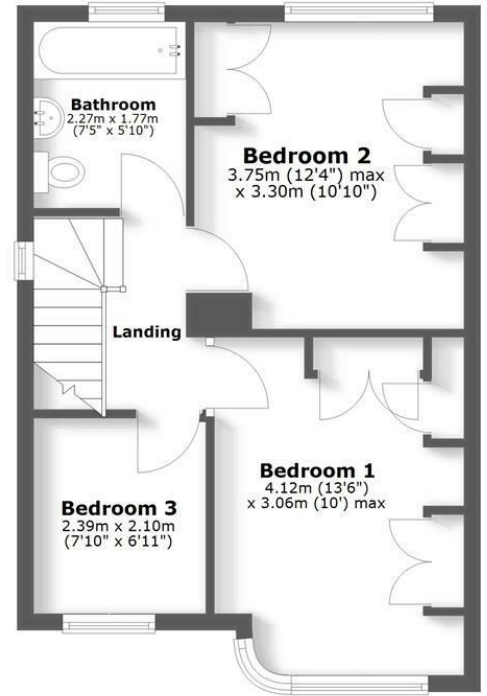 Bathroom
2.27m x 1.77m
(7'5" x 5'10")
Bedroom 2
3.75m (12'4") max
x 3.30m (10'10")
Landing
Bedroom 1
4.12m (13'6")
x 3.06m (10') max
Bedroom 3
2.39m x 2.10m
(7'10" x 6'11")